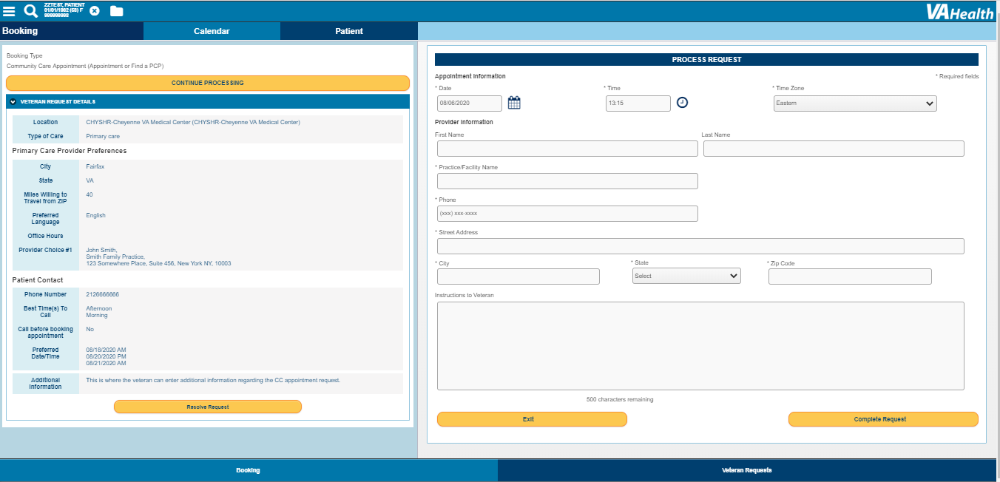 ZZTEST, PATIENT
01/01/1952 (68) F
999999998
VA Health
Booking
Calendar
Patient
Booking Type
Community Care Appointment (Appointment or Find a PCP)
CONTINUE PROCESSING
VETERAN REQUEST DETAILS
Location CHYSHR-Cheyenne VA Medical Center (CHYSHR-Cheyenne VA Medical Center)
Type of Care Primary care
Primary Care Provider Preferences
City Fairfax
State VA
Miles Willing to Travel from ZIP 40
Preferred Language English
Office Hours
Provider Choice #1 John Smith,
Smith Family Practice,
123 Somewhere Place, Suite 456, New York NY, 10003
Patient Contact
Phone Number 2126666666
Best Time(s) To Call Afternoon
Morning
Call before booking appointment No
Preferred Date/Time 08/18/2020 AM
08/20/2020 PM
08/21/2020 AM
Additional Information This is where the veteran can enter additional information regarding the CC appointment request.
Resolve Request
PROCESS REQUEST
Appointment Information
* Required fields
* Date
* Time
* Time Zone
08/06/2020
13:15
Eastern
Provider Information
First Name
Last Name
* Practice/Facility Name
* Phone
(xxx) xxx-xxxx
* Street Address
* City
* State
* Zip Code
Select
Instructions to Veteran
500 characters remaining
Exit
Complete Request
Booking
Veteran Requests